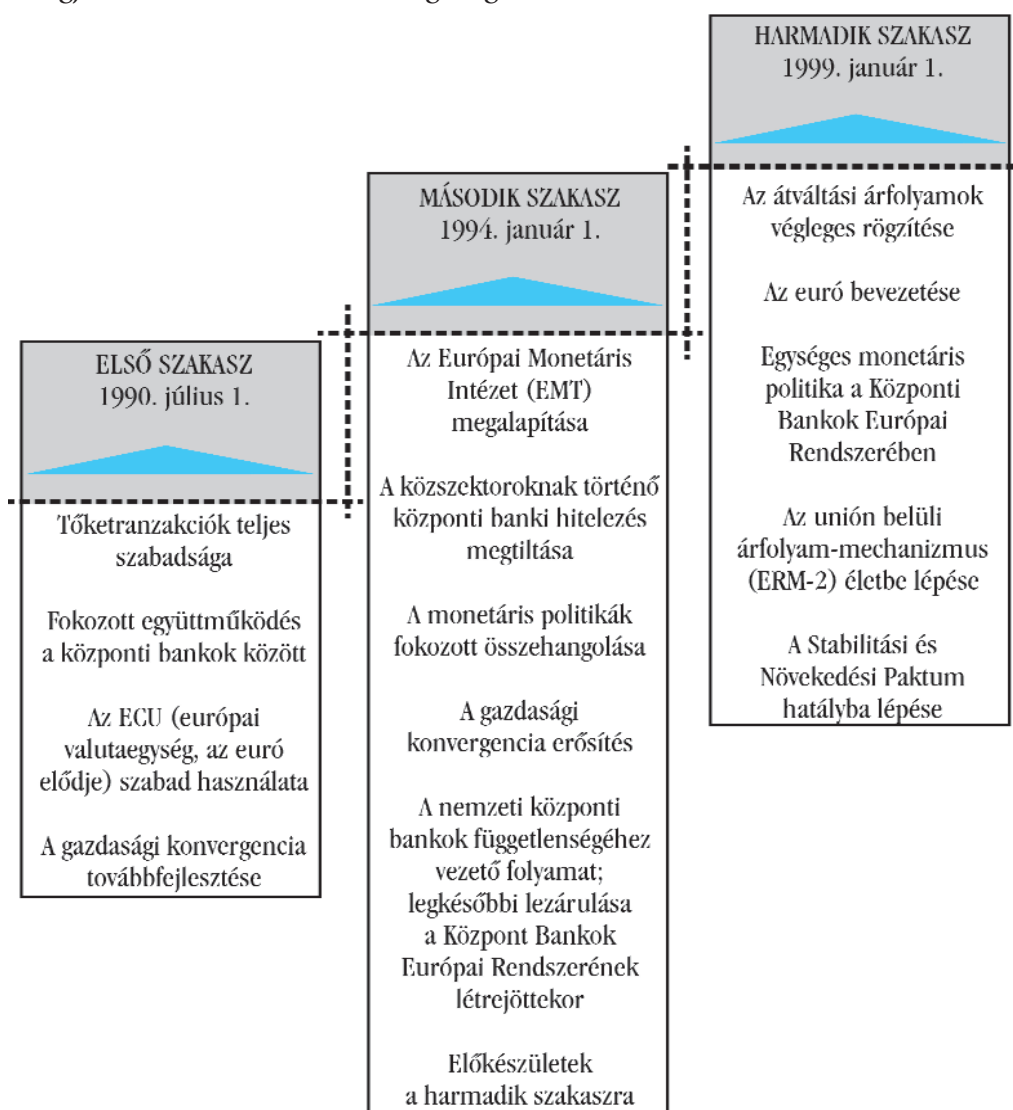 ELSŐ SZAKASZ
1990. július 1.
Tőketranzakciók teljes
szabadsága
Fokozott együttműködés
a központi bankok között
Az ECU (európai
valutaegység, az euró
elődje) szabad használata
A gazdasági konvergencia
továbbfejlesztése
MÁSODIK SZAKASZ
1994. január 1.
Az Európai Monetáris
Intézet (EMT)
megalapítása
A közszektoroknak történő
központi banki hitelezés
megtiltása
A monetáris politikák
fokozott összehangolása
A gazdasági
konvergencia erősítés
A nemzeti központi
bankok függetlenségéhez
vezető folyamat;
legkésőbbi lezárulása
a Központ Bankok
Európai Rendszerének
létrejöttekor
Előkészületek
a harmadik szakaszra
HARMADIK SZAKASZ
1999. január 1.
Az átváltási árfolyamok
végleges rögzítése
Az euró bevezetése
Egységes monetáris
politika a Központi
Bankok Európai
Rendszerében
Az unión belüli
árfolyam-mechanizmus
(ERM-2) életbe lépése
A Stabilitási és
Növekedési Paktum
hatályba lépése